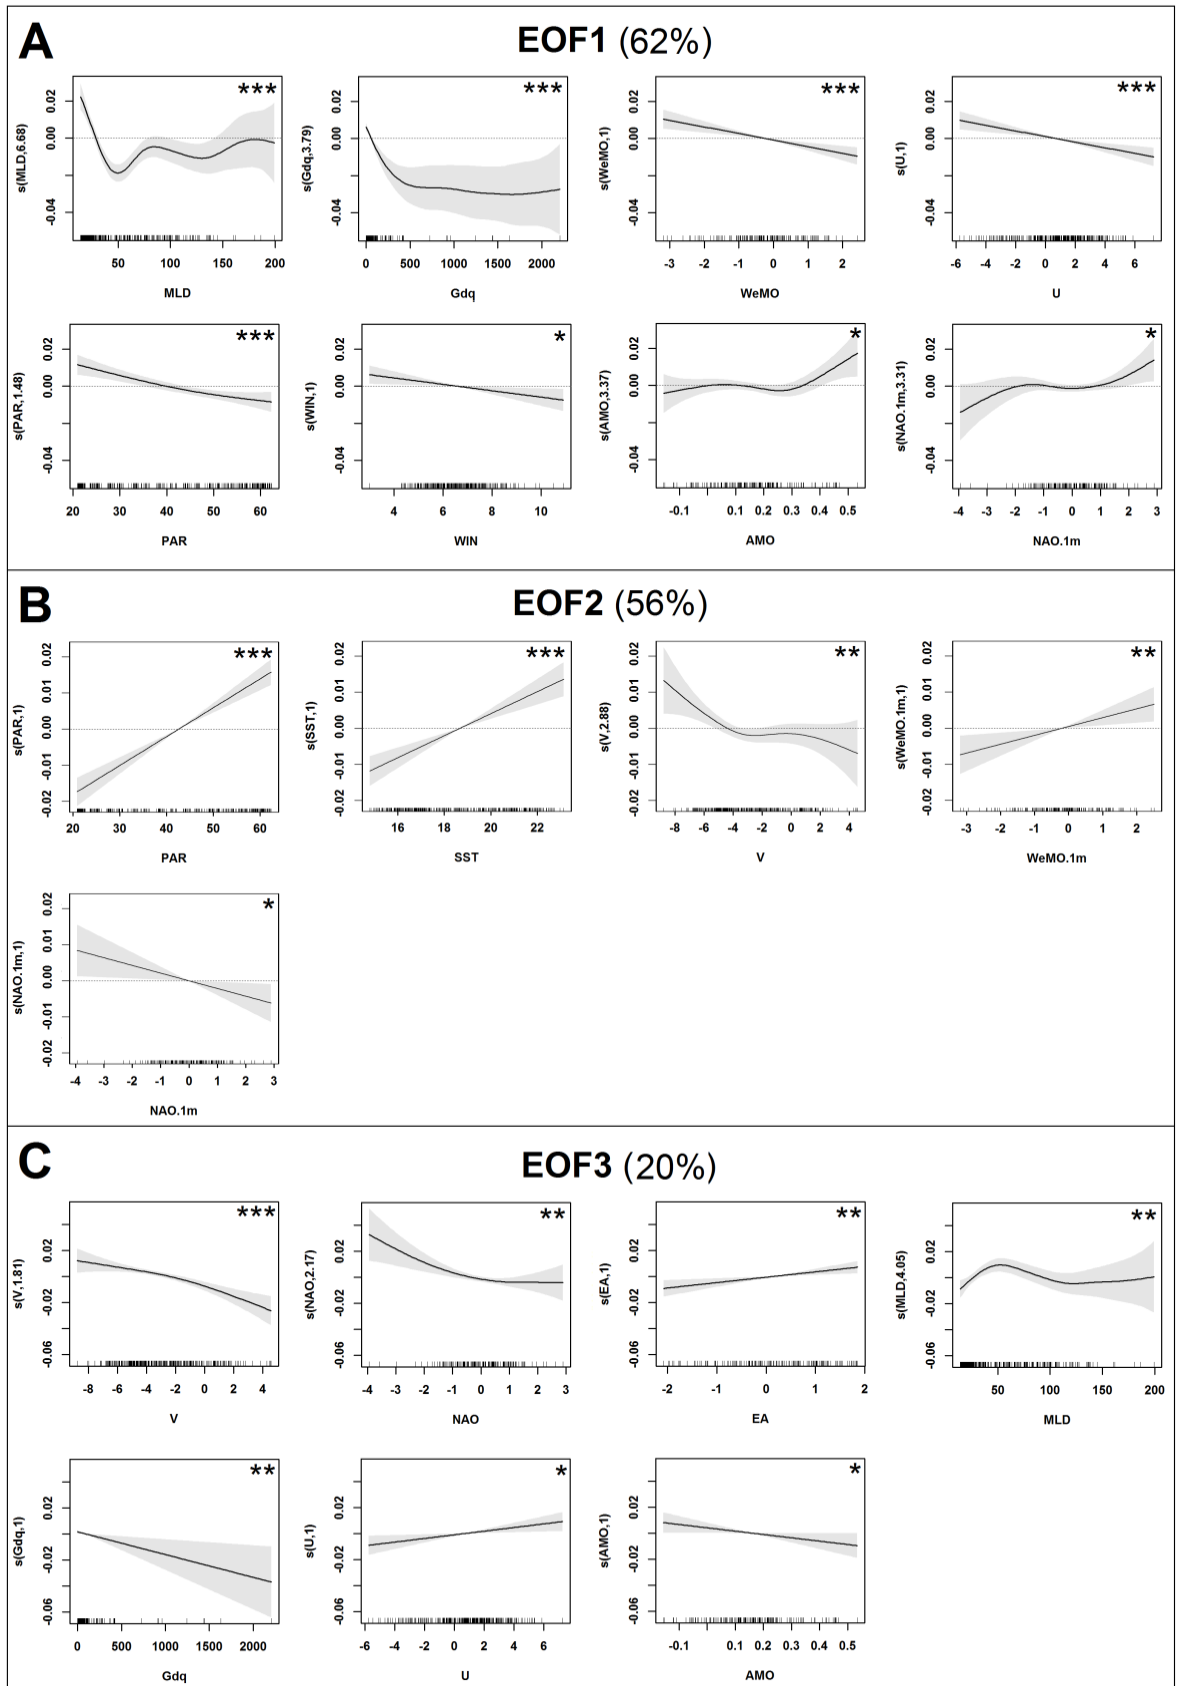 A
EOF1 (62%)
***
s(MLD,6.68)
0.02
0.00
-0.04
50 100 150 200
MLD
***
s(Gdq,3.79)
0.02
0.00
-0.04
0 500 1000 1500 2000
Gdq
***
s(WeMO,1)
0.02
0.00
-0.04
-3 -2 -1 0 1 2
WeMO
***
s(U,1)
0.02
0.00
-0.04
-6 -4 -2 0 2 4 6
U
***
s(PAR,1.48)
0.02
0.00
-0.04
20 30 40 50 60
PAR
*
s(WIN,1)
0.02
0.00
-0.04
4 6 8 10
WIN
*
s(AMO,3.37)
0.02
0.00
-0.04
-0.1 0.1 0.2 0.3 0.4 0.5
AMO
*
s(NAO.1m,3.31)
0.02
0.00
-0.04
-4 -3 -2 -1 0 1 2 3
NAO.1m
B
EOF2 (56%)
***
s(PAR,1)
0.02
0.01
0.00
-0.01
-0.02
20 30 40 50 60
PAR
***
s(SST,1)
0.02
0.01
0.00
-0.01
-0.02
16 18 20 22
SST
**
s(V,2.88)
0.02
0.01
0.00
-0.01
-0.02
-8 -6 -4 -2 0 2 4
V
**
s(WeMO.1m,1)
0.02
0.01
0.00
-0.01
-0.02
-3 -2 -1 0 1 2
WeMO.1m
*
s(NAO.1m,1)
0.02
0.01
0.00
-0.01
-0.02
-4 -3 -2 -1 0 1 2 3
NAO.1m
C
EOF3 (20%)
***
s(V,1.81)
0.02
-0.02
-0.06
-8 -6 -4 -2 0 2 4
V
**
s(NAO,2.17)
0.02
-0.02
-0.06
-4 -3 -2 -1 0 1 2 3
NAO
**
s(EA,1)
0.02
-0.02
-0.06
-2 -1 0 1 2
EA
**
s(MLD,4.05)
0.02
-0.02
-0.06
50 100 150 200
MLD
**
s(Gdq,1)
0.02
-0.02
-0.06
0 500 1000 1500 2000
Gdq
*
s(U,1)
0.02
-0.02
-0.06
-6 -4 -2 0 2 4 6
U
*
s(AMO,1)
0.02
-0.02
-0.06
-0.1 0.1 0.2 0.3 0.4 0.5
AMO